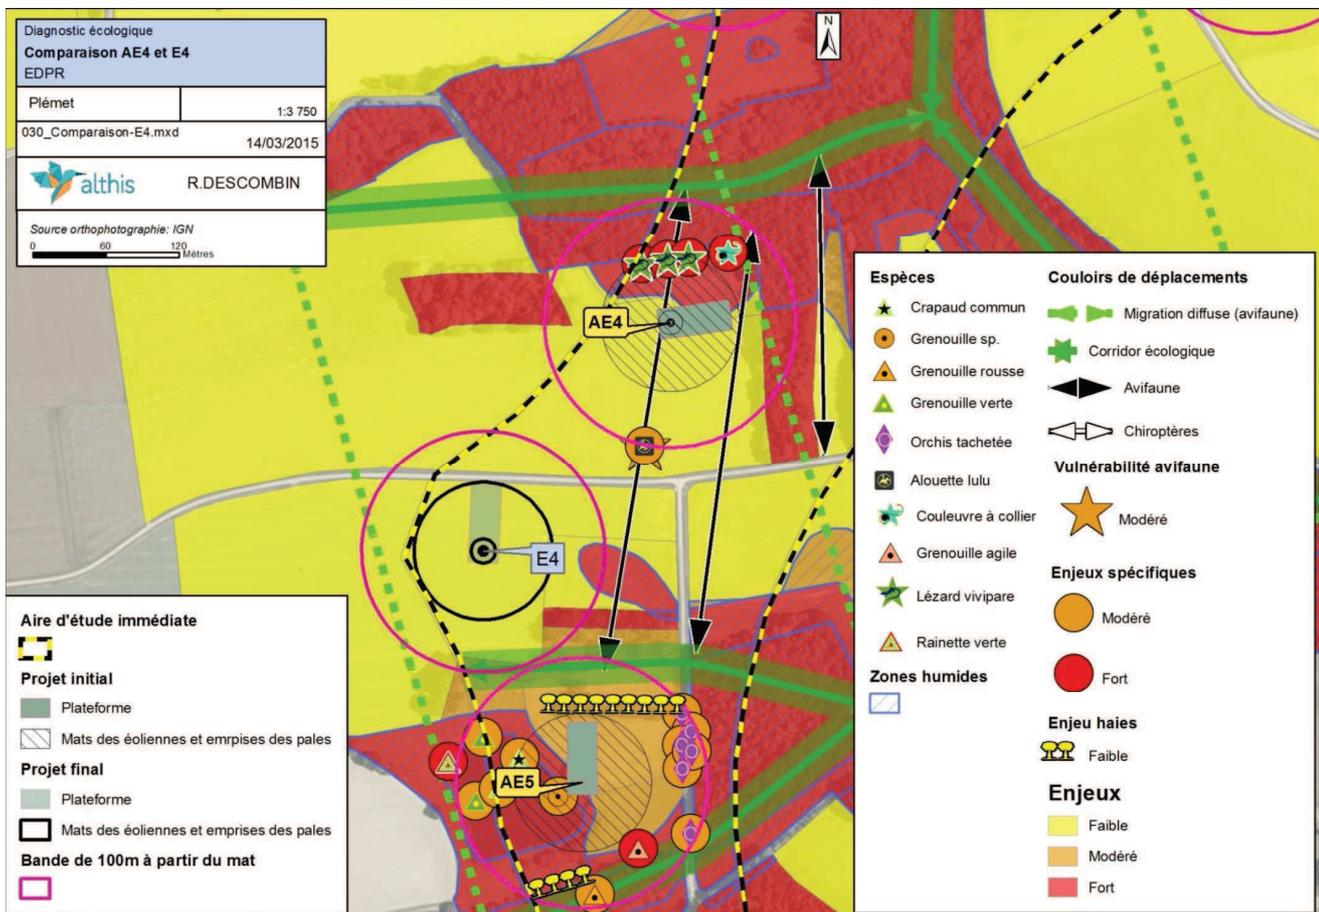 Diagnostic écologique
Comparaison AE4 et E4
EDPR
Plémet
1:3 750
030_Comparaison-E4.mxd
14/03/2015
althis
R.DESCOMBIN
Source orthophotographie: IGN
0 60 120
Mètres
N
AE4
E4
AE5
Espèces
Crapaud commun
Grenouille sp.
Grenouille rousse
Grenouille verte
Orchis tachetée
Alouette lulu
Couleuvre à collier
Grenouille agile
Lézard vivipare
Rainette verte
Zones humides
Couloirs de déplacements
Migration diffuse (avifaune)
Corridor écologique
Avifaune
Chiroptères
Vulnérabilité avifaune
Modéré
Enjeux spécifiques
Modéré
Fort
Enjeu haies
Faible
Enjeux
Faible
Modéré
Fort
Aire d'étude immédiate
Projet initial
Plateforme
Mats des éoliennes et emprises des pales
Projet final
Plateforme
Mats des éoliennes et emprises des pales
Bande de 100m à partir du mat